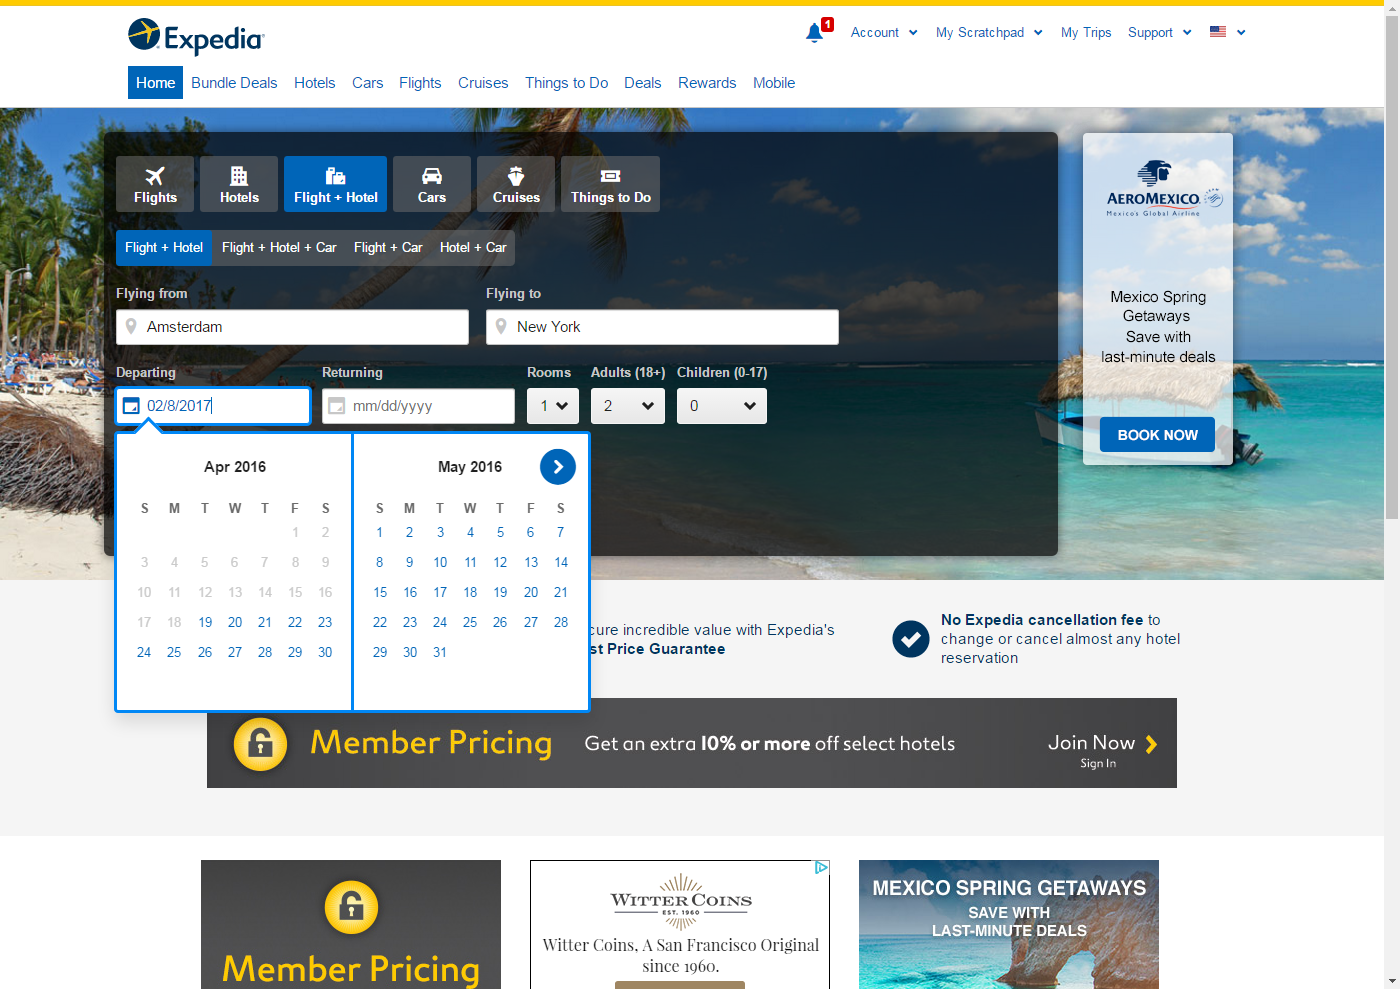 Expedia
1
Account
My Scratchpad
My Trips
Support
Home
Bundle Deals
Hotels
Cars
Flights
Cruises
Things to Do
Deals
Rewards
Mobile
Flights
Hotels
Flight + Hotel
Cars
Cruises
Things to Do
Flight + Hotel
Flight + Hotel + Car
Flight + Car
Hotel + Car
Flying from
Flying to
Amsterdam
New York
Departing
Returning
Rooms
Adults (18+)
Children (0-17)
02/8/2017
mm/dd/yyyy
1
2
0
Apr 2016
S M T W T F S
1 2
3 4 5 6 7 8 9
10 11 12 13 14 15 16
17 18 19 20 21 22 23
24 25 26 27 28 29 30
May 2016
S M T W T F S
1 2 3 4 5 6 7
8 9 10 11 12 13 14
15 16 17 18 19 20 21
22 23 24 25 26 27 28
29 30 31
AEROMEXICO
Mexico's Global Airline
Mexico Spring
Getaways
Save with
last-minute deals
BOOK NOW
cure incredible value with Expedia's
st Price Guarantee
No Expedia cancellation fee to
change or cancel almost any hotel
reservation
Member Pricing
Get an extra 10% or more off select hotels
Join Now
Sign In
Member Pricing
WITTER COINS
EST. 1960
Witter Coins, A San Francisco Original
since 1960.
MEXICO SPRING GETAWAYS
SAVE WITH
LAST-MINUTE DEALS